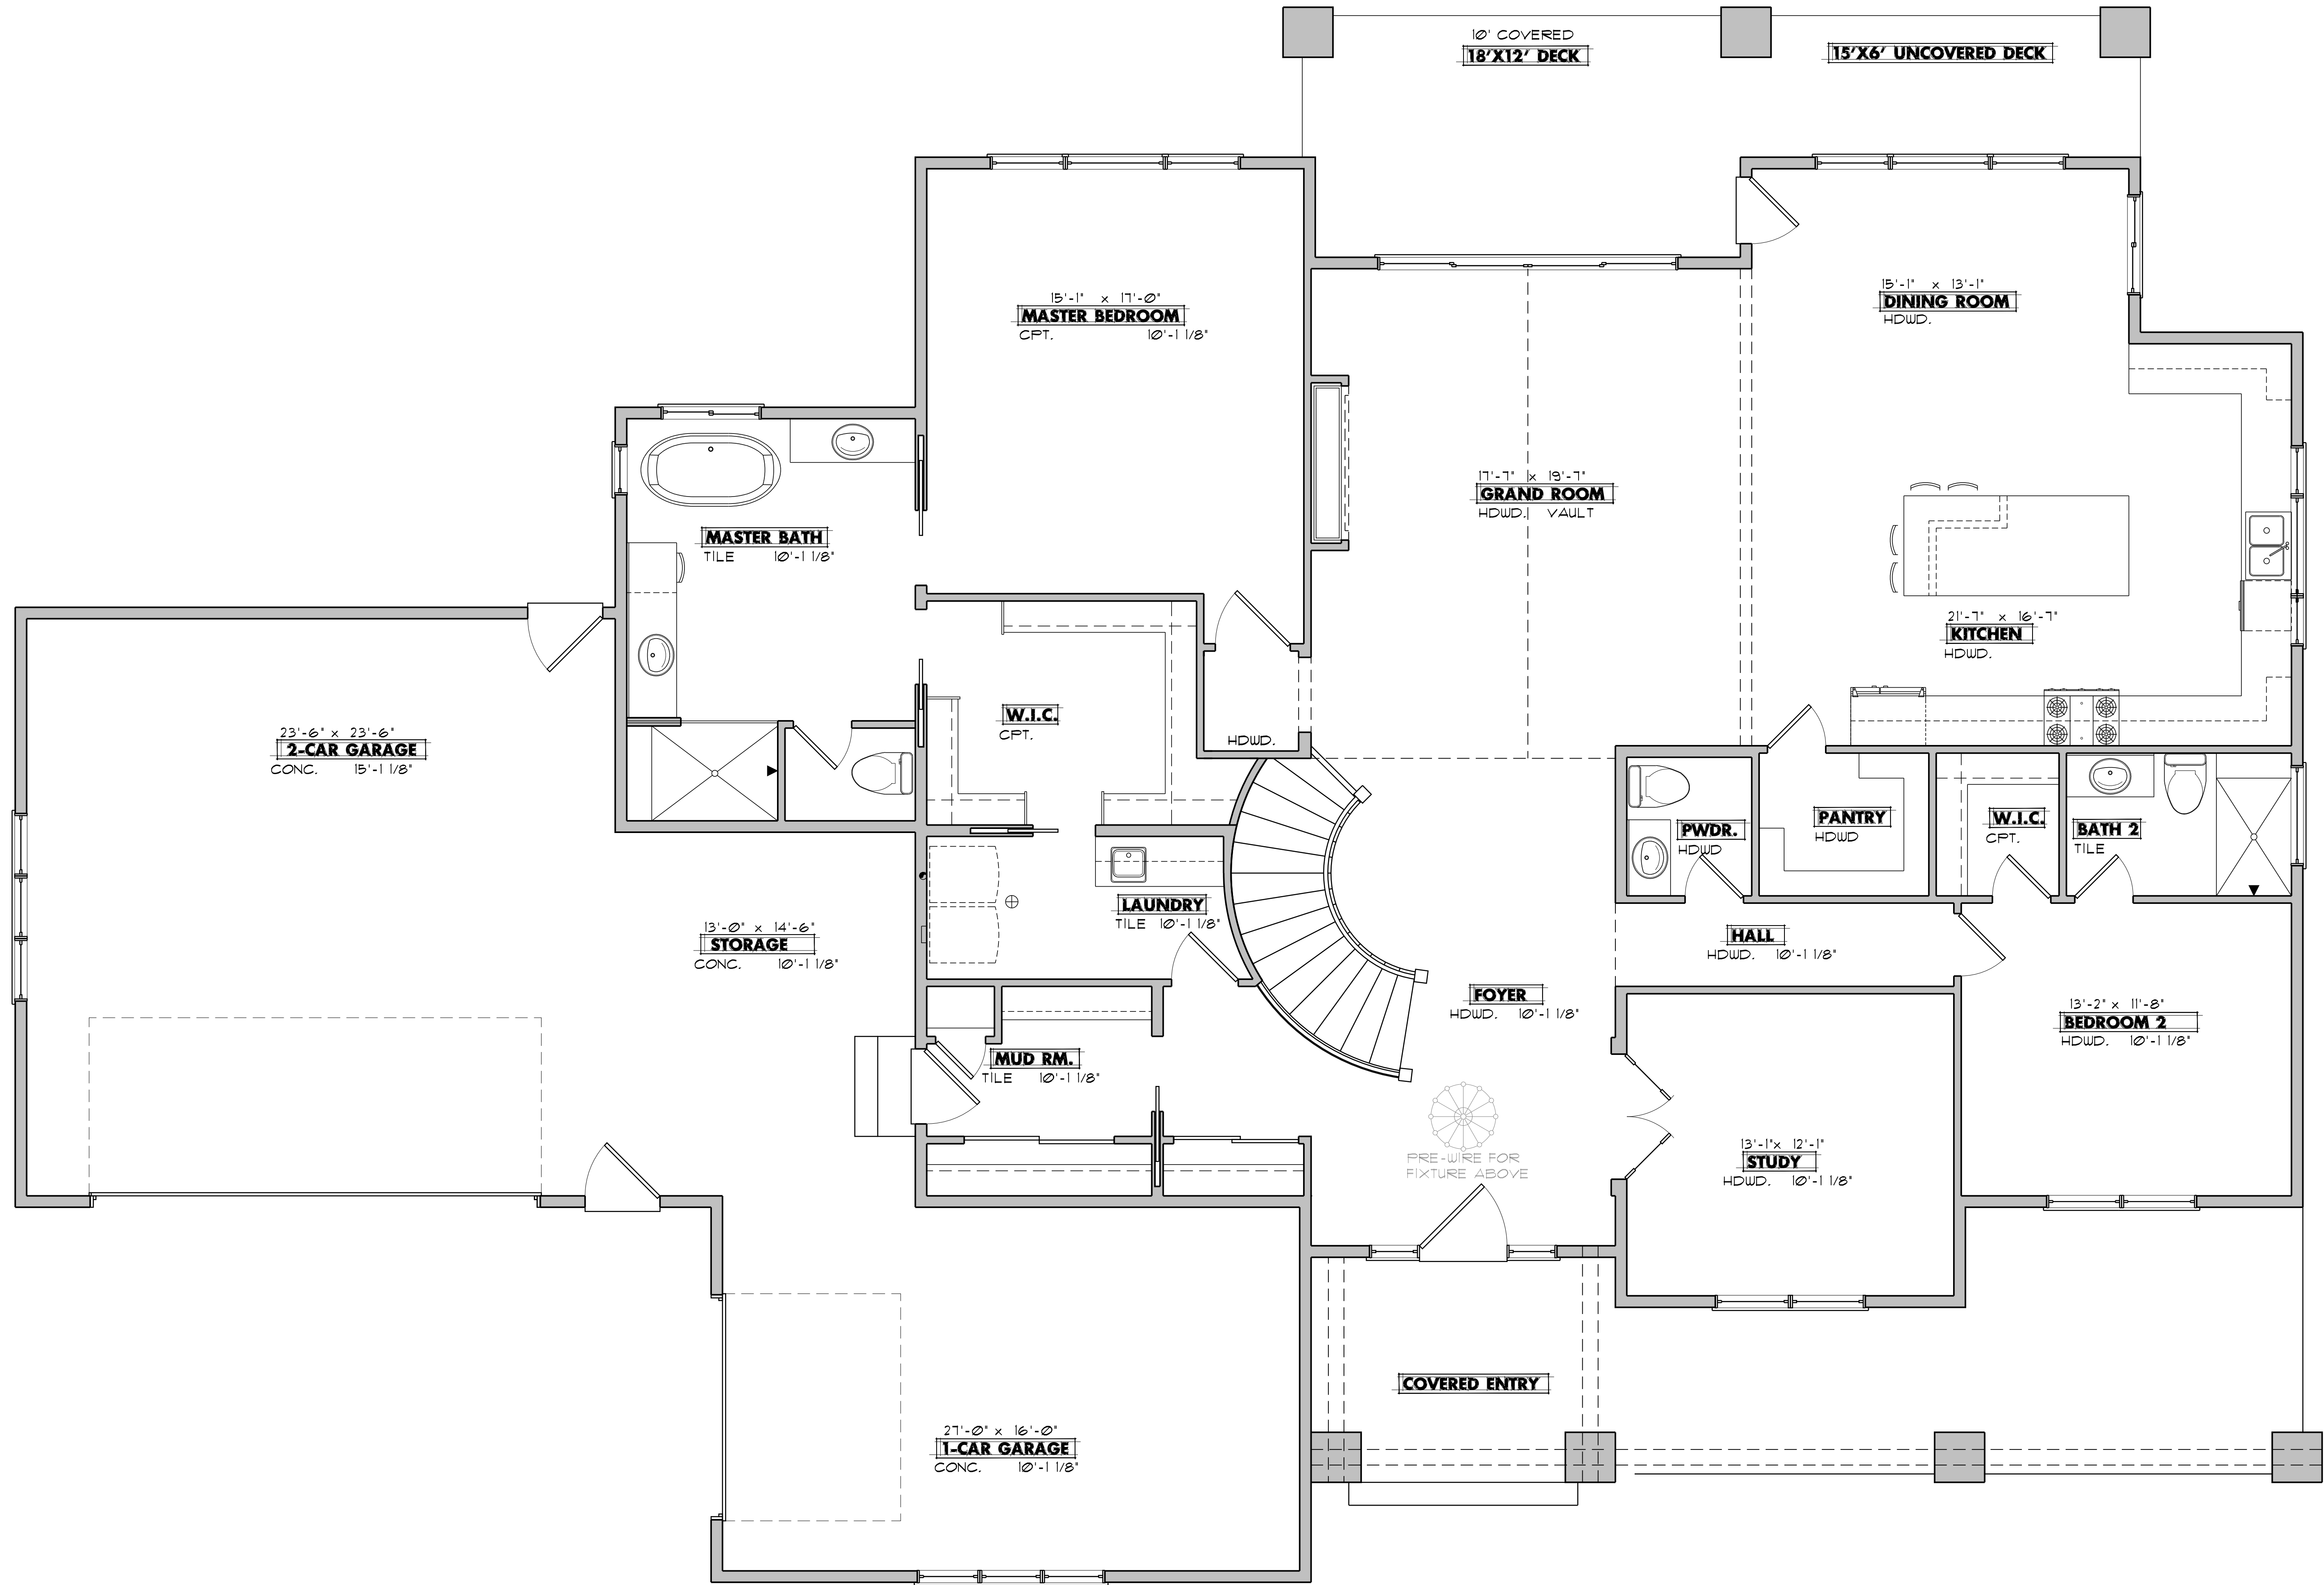 10' COVERED
18'X12' DECK
15'X6' UNCOVERED DECK
15'-1" x 17'-0"
MASTER BEDROOM
CPT. 10'-1 1/8"
15'-1" x 13'-1"
DINING ROOM
HDWD.
17'-7" x 19'-7"
GRAND ROOM
HDWD. VAULT
MASTER BATH
TILE 10'-1 1/8"
21'-7" x 16'-7"
KITCHEN
HDWD.
W.I.C.
CPT.
HDWD.
23'-6" x 23'-6"
2-CAR GARAGE
CONC. 15'-1 1/8"
PWDR.
HDWD
PANTRY
HDWD
W.I.C.
CPT.
BATH 2
TILE
LAUNDRY
TILE 10'-1 1/8"
13'-0" x 14'-6"
STORAGE
CONC. 10'-1 1/8"
HALL
HDWD. 10'-1 1/8"
FOYER
HDWD. 10'-1 1/8"
13'-2" x 11'-8"
BEDROOM 2
HDWD. 10'-1 1/8"
MUD RM.
TILE 10'-1 1/8"
PRE-WIRE FOR
FIXTURE ABOVE
13'-1"x 12'-1"
STUDY
HDWD. 10'-1 1/8"
COVERED ENTRY
27'-0" x 16'-0"
1-CAR GARAGE
CONC. 10'-1 1/8"